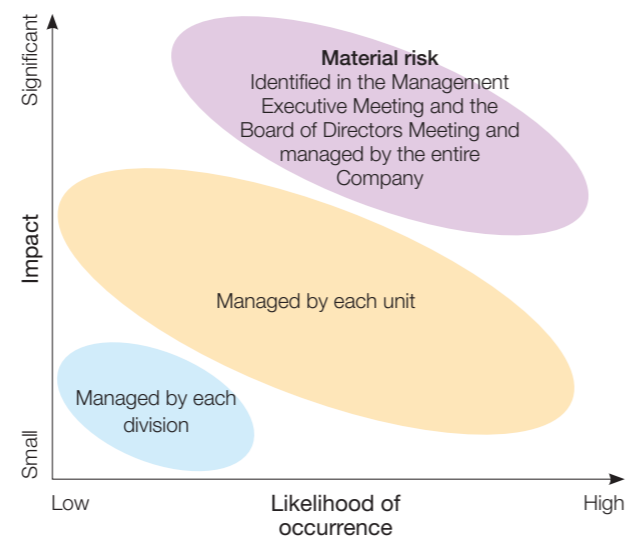 Significant
Material risk
Identified in the Management
Executive Meeting and the
Board of Directors Meeting and
managed by the entire
Company
Impact
Managed by each unit
Managed by each
division
Small
Low
Likelihood of
occurrence
High